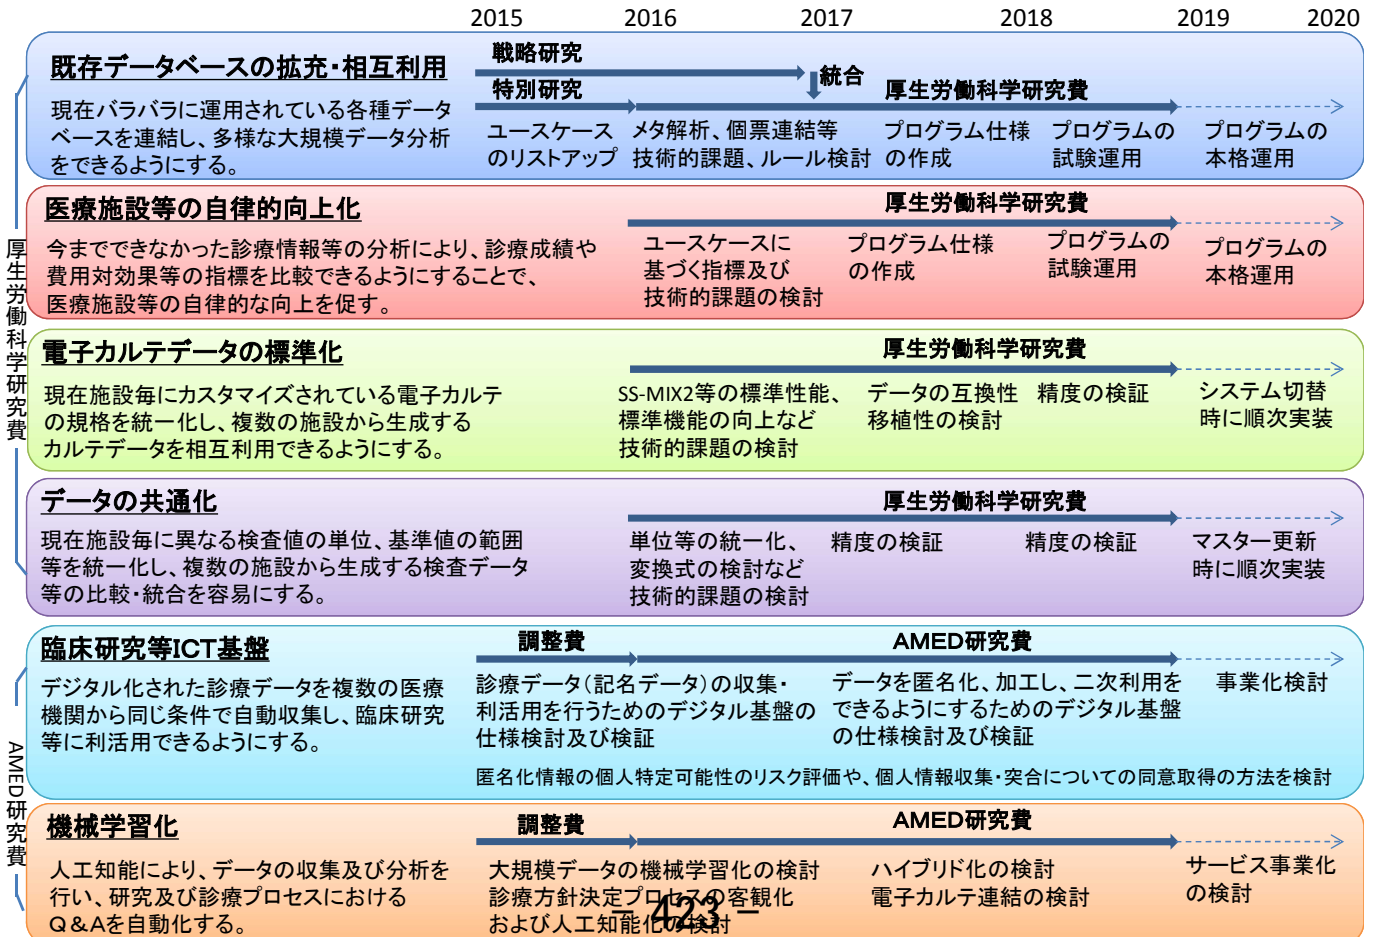 2015 2016 2017 2018 2019 2020
厚生労働科学研究費
既存データベースの拡充・相互利用
現在バラバラに運用されている各種データ
ベースを連結し、多様な大規模データ分析
をできるようにする。
戦略研究
統合
特別研究
厚生労働科学研究費
ユースケース
のリストアップ
メタ解析、個票連結等
技術的課題、ルール検討
プログラム仕様
の作成
プログラムの
試験運用
プログラムの
本格運用
医療施設等の自律的向上化
今までできなかった診療情報等の分析により、診療成績や
費用対効果等の指標を比較できるようにすることで、
医療施設等の自律的な向上を促す。
厚生労働科学研究費
ユースケースに
基づく指標及び
技術的課題の検討
プログラム仕様
の作成
プログラムの
試験運用
プログラムの
本格運用
電子カルテデータの標準化
現在施設毎にカスタマイズされている電子カルテ
の規格を統一化し、複数の施設から生成する
カルテデータを相互利用できるようにする。
厚生労働科学研究費
SS-MIX2等の標準性能、
標準機能の向上など
技術的課題の検討
データの互換性
移植性の検討
精度の検証
システム切替
時に順次実装
データの共通化
現在施設毎に異なる検査値の単位、基準値の範囲
等を統一化し、複数の施設から生成する検査データ
等の比較・統合を容易にする。
厚生労働科学研究費
単位等の統一化、
変換式の検討など
技術的課題の検討
精度の検証
精度の検証
マスター更新
時に順次実装
AMED研究費
臨床研究等ICT基盤
デジタル化された診療データを複数の医療
機関から同じ条件で自動収集し、臨床研究
等に利活用できるようにする。
調整費
AMED研究費
診療データ(記名データ)の収集・
利活用を行うためのデジタル基盤の
仕様検討及び検証
データを匿名化、加工し、二次利用を
できるようにするためのデジタル基盤
の仕様検討及び検証
事業化検討
匿名化情報の個人特定可能性のリスク評価や、個人情報収集・突合についての同意取得の方法を検討
機械学習化
人工知能により、データの収集及び分析を
行い、研究及び診療プロセスにおける
Q&Aを自動化する。
調整費
AMED研究費
大規模データの機械学習化の検討
診療方針決定プロセスの客観化
および人工知能化の検討
ハイブリド化の検討
電子カルテ連結の検討
サービス事業化
の検討
− 423 −